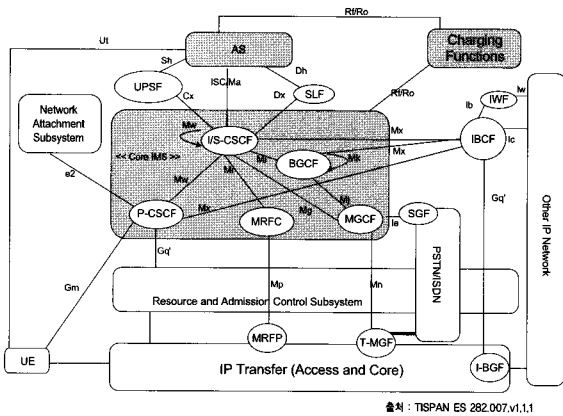 Rf/Ro
Ut
AS
Charging
Functions
Sh
ISC/Ma
Dh
UPSF
SLF
Cx
Dx
Rf/Ro
IWF
Iw
Ib
Network
Attachment
Subsystem
Mw
I/S-CSCF
Mx
IBCF
Ic
<< Core IMS >>
Mi
BGCF
Mk
Mx
e2
Mw
Mr
Mj
Gq'
P-CSCF
Mx
MRFC
Mg
MGCF
Ie
SGF
Other IP Network
PSTN/ISDN
Gq'
Gm
Mp
Mn
Resource and Admission Control Subsystem
MRFP
T-MGF
UE
IP Transfer (Access and Core)
I-BGF
출처 : TISPAN ES 282.007,v1,1,1